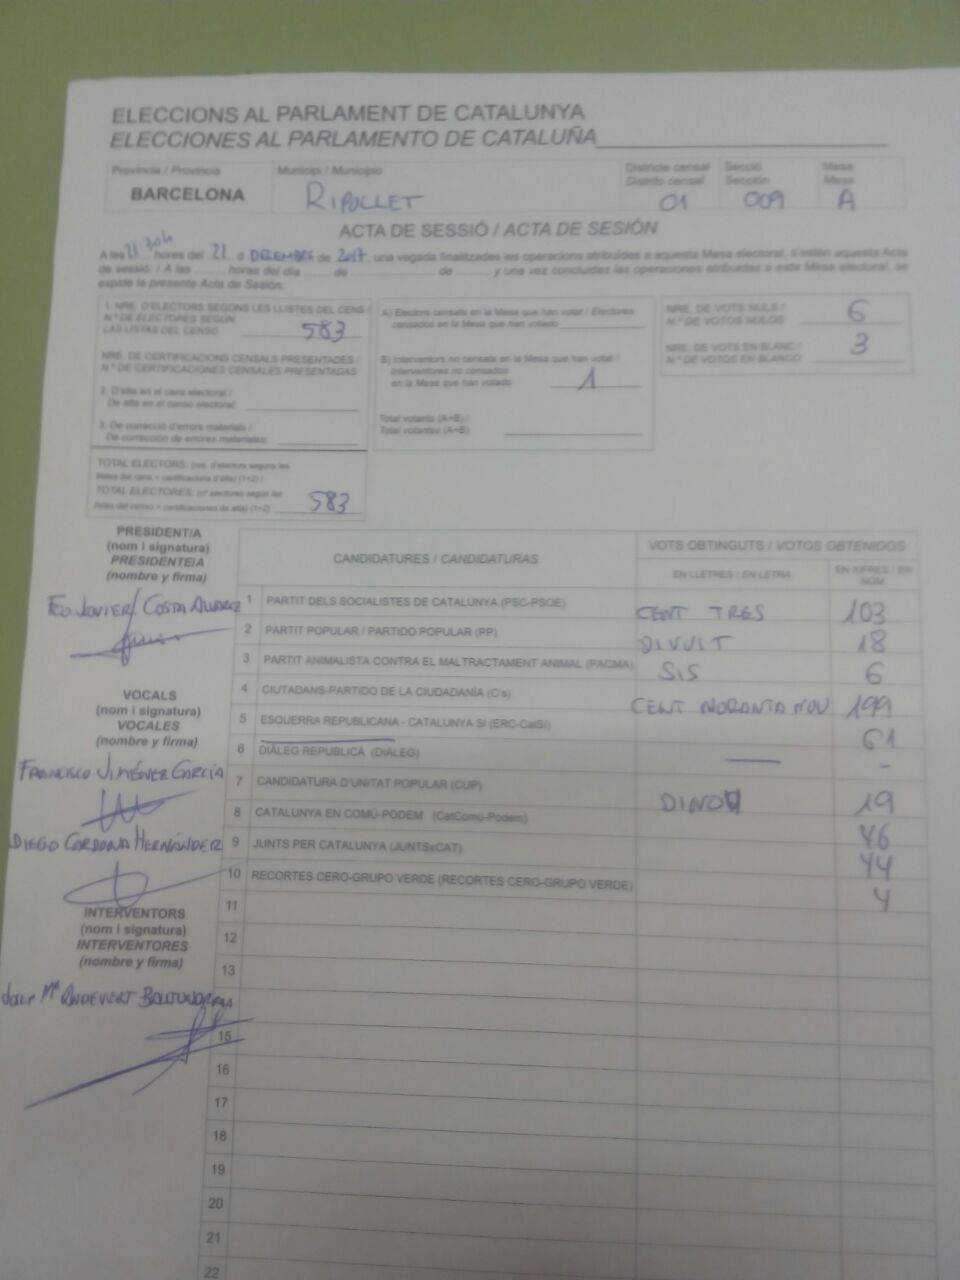 ELECCIONS AL PARLAMENT DE CATALUNYA
ELECCIONES AL PARLAMENTO DE CATALUÑA
Provincia / Provincia
BARCELONA
Municipi / Municipio
RIPOLLET
Districte censal
Distrito censal
01
Secció
Sección
009
Mesa
Mesa
A
ACTA DE SESSIÓ / ACTA DE SESIÓN
A les 21 30h hores del 21 d DESEMBRE de 2017, una vegada finalitzades les operacions atribuïdes a aquesta Mesa electoral, s'estén aquesta Acta
de sessió: / A las horas del día de de y una vez concluidas las operaciones atribuidas a esta Mesa electoral, se
expide la presente Acta de Sesión:
1. NRE. D'ELECTORS SEGONS LES LLISTES DEL CENS /
N.º DE ELECTORES SEGÚN
LAS LISTAS DEL CENSO 583
NRE. DE CERTIFICACIONS CENSALS PRESENTADES /
N.º DE CERTIFICACIONES CENSALES PRESENTADAS
2. D'alta en el cens electoral /
De alta en el censo electoral:
3. De correcció d'errors materials /
De corrección de errores materiales:
TOTAL ELECTORS: (nre. d'electors segons les
llistes del cens + certificacions d'alta) (1+2) /
TOTAL ELECTORES: (nº electores según las
listas del censo + certificaciones de alta) (1+2) 583
A) Electors censats en la Mesa que han votat / Electores
censados en la Mesa que han votado
B) Interventors no censats en la Mesa que han votat /
Interventores no censados
en la Mesa que han votado 1
Total votants (A+B) /
Total votantes (A+B)
NRE. DE VOTS NULS /
N.º DE VOTOS NULOS 6
NRE. DE VOTS EN BLANC /
N.º DE VOTOS EN BLANCO 3
PRESIDENT/A
(nom i signatura)
PRESIDENTE/A
(nombre y firma)
FCO JAVIER COSTA
VOCALS
(nom i signatura)
VOCALES
(nombre y firma)
FRANCISCO JIMÉNEZ GARCÍA
DIEGO CARDONA HERNÁNDEZ
INTERVENTORS
(nom i signatura)
INTERVENTORES
(nombre y firma)
CANDIDATURES / CANDIDATURAS
VOTS OBTINGUTS / VOTOS OBTENIDOS
EN LLETRES / EN LETRA
EN XIFRES / EN NÚM.
1 PARTIT DELS SOCIALISTES DE CATALUNYA (PSC-PSOE) CENT TRES 103
2 PARTIT POPULAR / PARTIDO POPULAR (PP) DIVUIT 18
3 PARTIT ANIMALISTA CONTRA EL MALTRACTAMENT ANIMAL (PACMA) SIS 6
4 CIUTADANS-PARTIDO DE LA CIUDADANÍA (C's) CENT NORANTA NOU 199
5 ESQUERRA REPUBLICANA - CATALUNYA SÍ (ERC-CatSí) 61
6 DIÀLEG REPUBLICÀ (DIÀLEG) — -
7 CANDIDATURA D'UNITAT POPULAR (CUP) DINOU 19
8 CATALUNYA EN COMÚ-PODEM (CatComú-Podem) 46
9 JUNTS PER CATALUNYA (JUNTSxCAT) 44
10 RECORTES CERO-GRUPO VERDE (RECORTES CERO-GRUPO VERDE) 4
11
12
13
15
16
17
18
19
20
21
22